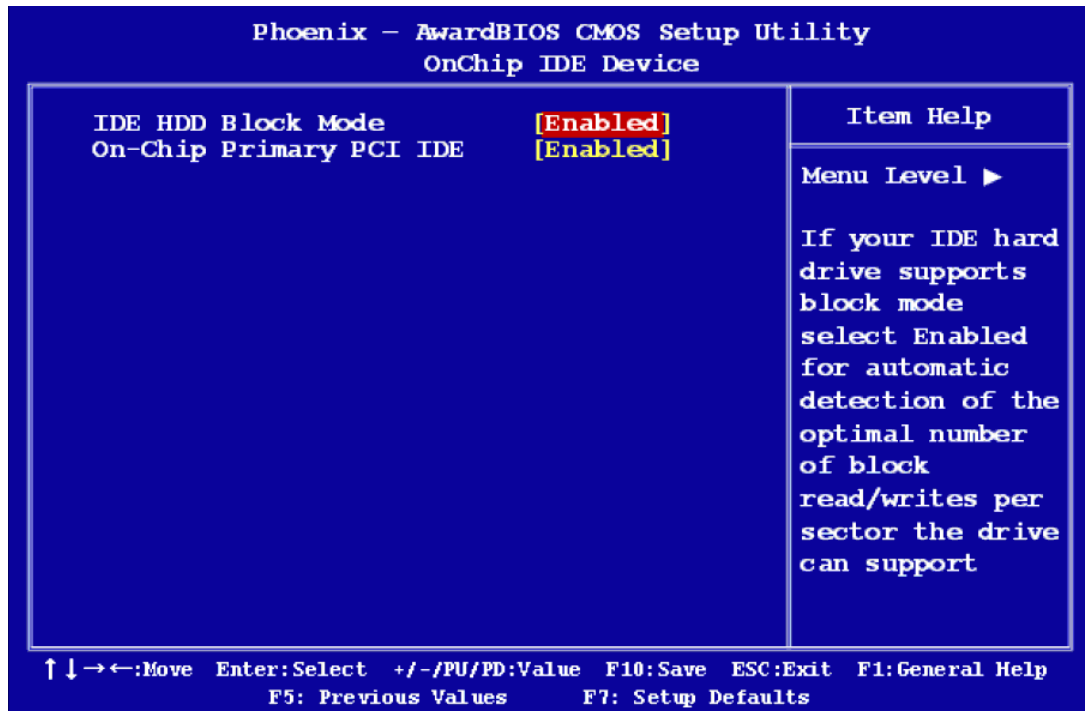 Phoenix – AwardBIOS CMOS Setup Utility
OnChip IDE Device
IDE HDD Block Mode [Enabled]
On-Chip Primary PCI IDE [Enabled]
Item Help
Menu Level ▶
If your IDE hard
drive supports
block mode
select Enabled
for automatic
detection of the
optimal number
of block
read/writes per
sector the drive
can support
↑↓→←:Move Enter:Select +/-/PU/PD:Value F10:Save ESC:Exit F1:General Help
F5: Previous Values F7: Setup Defaults